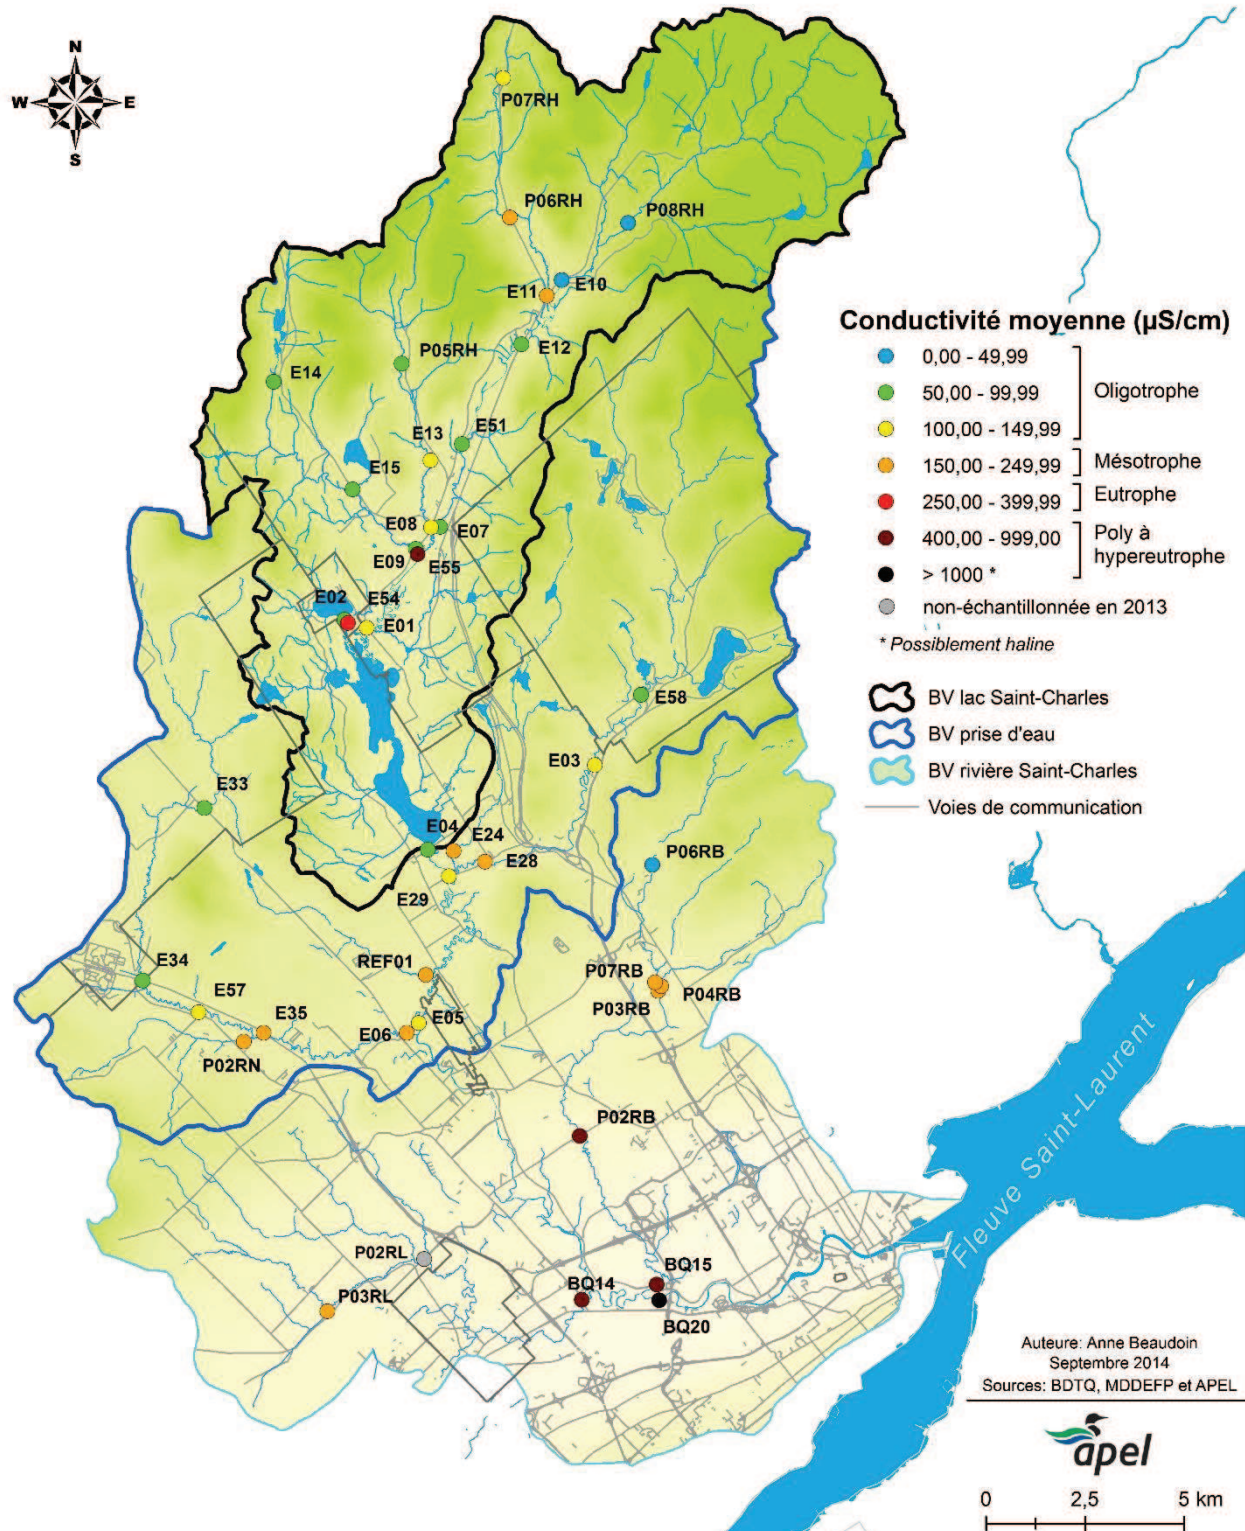 N
W E
S
P07RH
P06RH
P08RH
E10
E11
E12
P05RH
E14
E51
E13
E15
E08
E07
E09
E55
E02
E54
E01
E58
E03
E33
E04
E24
E28
P06RB
E29
REF01
P07RB
P04RB
P03RB
E34
E57
E35
E05
E06
P02RN
P02RB
P02RL
P03RL
BQ15
BQ14
BQ20
Conductivité moyenne (µS/cm)
0,00 - 49,99
50,00 - 99,99
Oligotrophe
100,00 - 149,99
150,00 - 249,99 Mésotrophe
250,00 - 399,99 Eutrophe
400,00 - 999,00 Poly à
hypereutrophe
> 1000 *
non-échantillonnée en 2013
* Possiblement haline
BV lac Saint-Charles
BV prise d'eau
BV rivière Saint-Charles
Voies de communication
Fleuve Saint-Laurent
Auteure: Anne Beaudoin
Septembre 2014
Sources: BDTQ, MDDEFP et APEL
apel
0 2,5 5 km